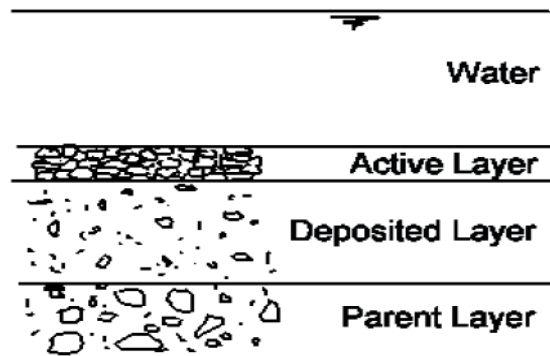 Water
Active Layer
Deposited Layer
Parent Layer